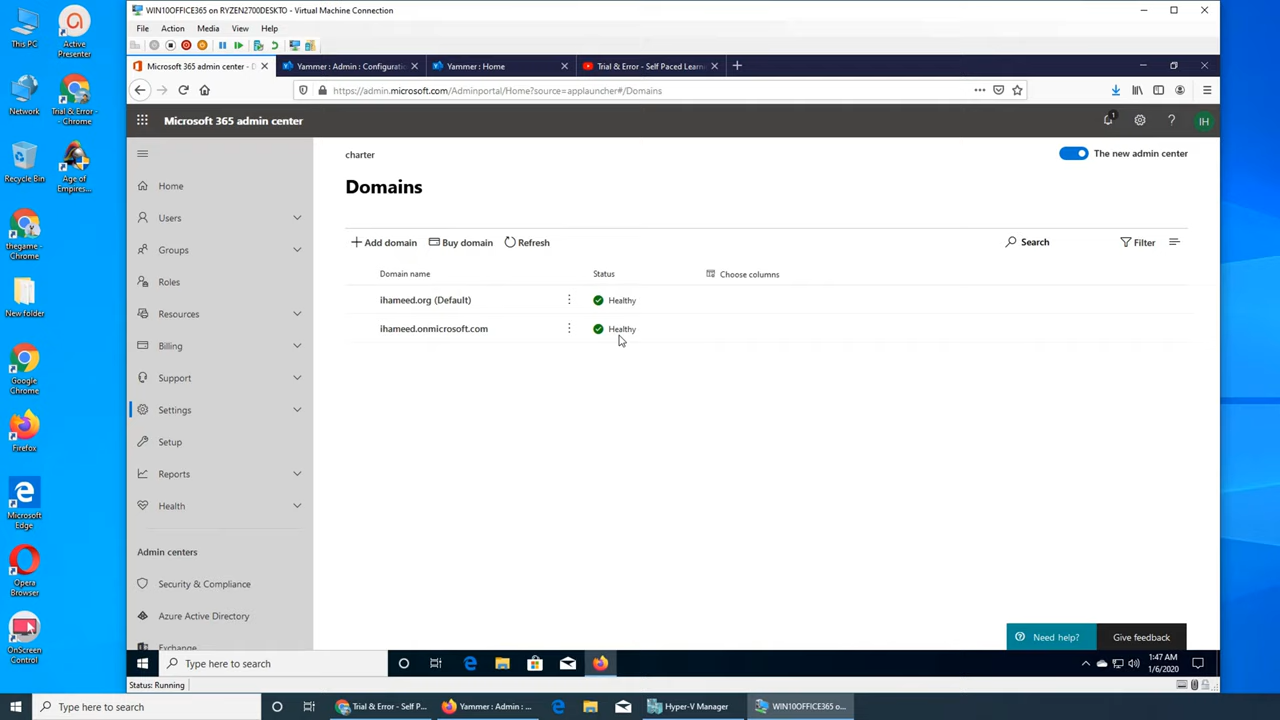 WIN10OFFICE365 on RYZEN2700DESKTO - Virtual Machine Connection
File Action Media View Help
Microsoft 365 admin center - D
Yammer : Admin : Configurati
Yammer : Home
Trial & Error - Self Paced Learn
https://admin.microsoft.com/Adminportal/Home?source=applauncher#/Domains
Microsoft 365 admin center
1
IH
charter
The new admin center
Domains
Add domain
Buy domain
Refresh
Search
Filter
Domain name
Status
Choose columns
ihameed.org (Default)
Healthy
ihameed.onmicrosoft.com
Healthy
Home
Users
Groups
Roles
Resources
Billing
Support
Settings
Setup
Reports
Health
Admin centers
Security & Compliance
Azure Active Directory
Exchange
Need help?
Give feedback
Type here to search
1:47 AM
1/6/2020
Status: Running
This PC
Active
Presenter
Network
Trial & Error
- Chrome
Recycle Bin
Age of
Empires...
thegame -
Chrome
New folder
Google
Chrome
Firefox
Microsoft
Edge
Opera
Browser
OnScreen
Control
Type here to search
Trial & Error - Self P...
Yammer : Admin : ...
Hyper-V Manager
WIN10OFFICE365 o...